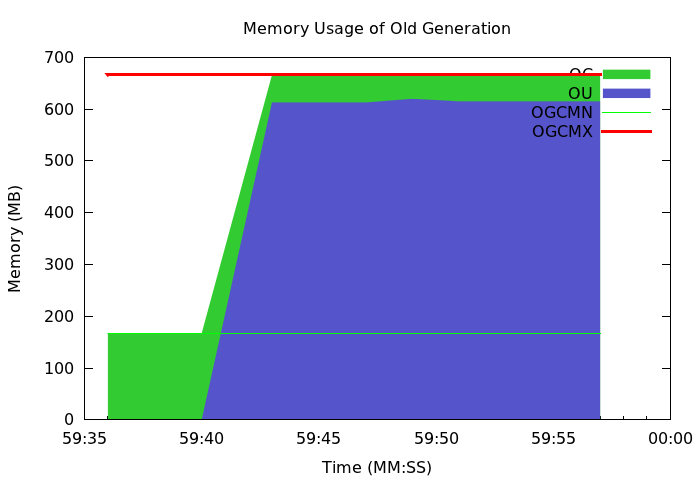 Memory Usage of Old Generation
700
600
500
400
300
200
100
0
Memory (MB)
OC
OU
OGCMN
OGCMX
59:35
59:40
59:45
59:50
59:55
00:00
Time (MM:SS)